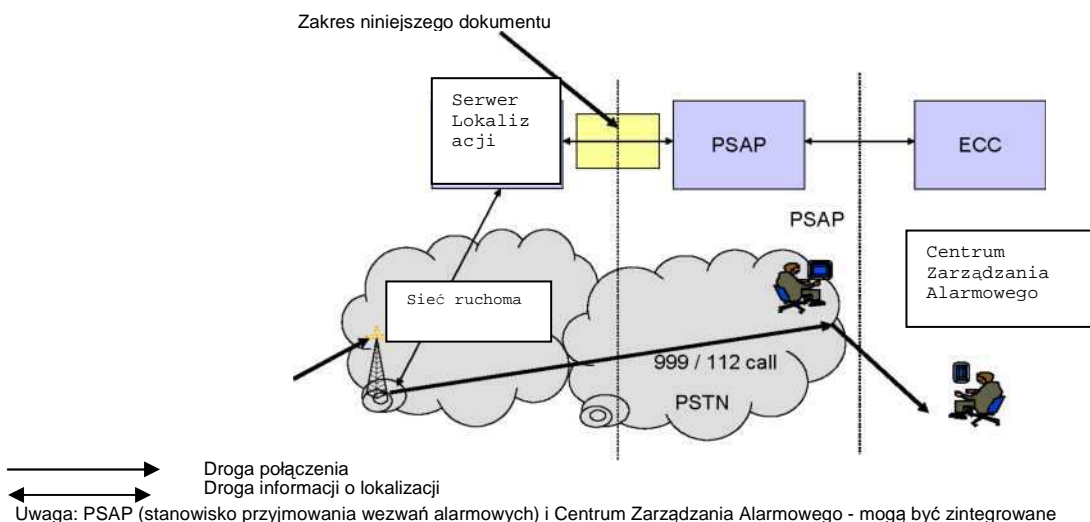 Zakres niniejszego dokumentu
Serwer
Lokaliz
acji
PSAP
ECC
PSAP
Centrum
Zarządzania
Alarmowego
Sieć ruchoma
999 / 112 call
PSTN
Droga połączenia
Droga informacji o lokalizacji
Uwaga: PSAP (stanowisko przyjmowania wezwań alarmowych) i Centrum Zarządzania Alarmowego - mogą być zintegrowane